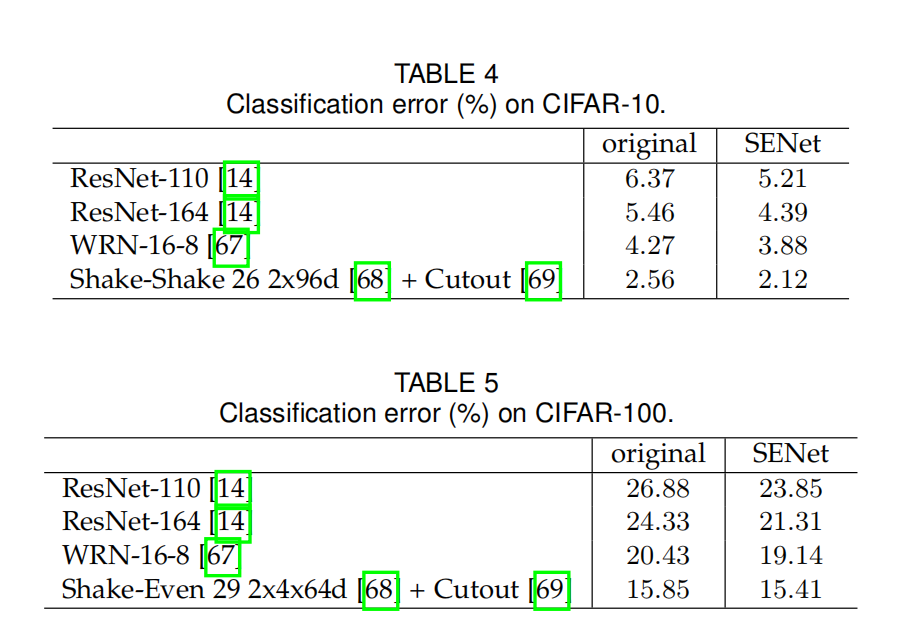 TABLE 4
Classification error (%) on CIFAR-10.
original SENet
ResNet-110 [14] 6.37 5.21
ResNet-164 [14] 5.46 4.39
WRN-16-8 [67] 4.27 3.88
Shake-Shake 26 2x96d [68] + Cutout [69] 2.56 2.12
TABLE 5
Classification error (%) on CIFAR-100.
original SENet
ResNet-110 [14] 26.88 23.85
ResNet-164 [14] 24.33 21.31
WRN-16-8 [67] 20.43 19.14
Shake-Even 29 2x4x64d [68] + Cutout [69] 15.85 15.41